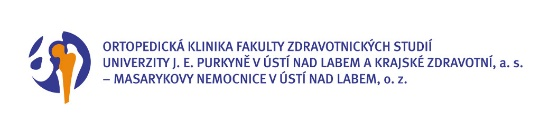 ORTOPEDICKÁ KLINIKA FAKULTY ZDRAVOTNICKÝCH STUDIÍ
UNIVERZITY J. E. PURKYNĚ V ÚSTÍ NAD LABEM A KRAJSKÉ ZDRAVOTNÍ, a. s.
– MASARYKOVY NEMOCNICE V ÚSTÍ NAD LABEM, o. z.